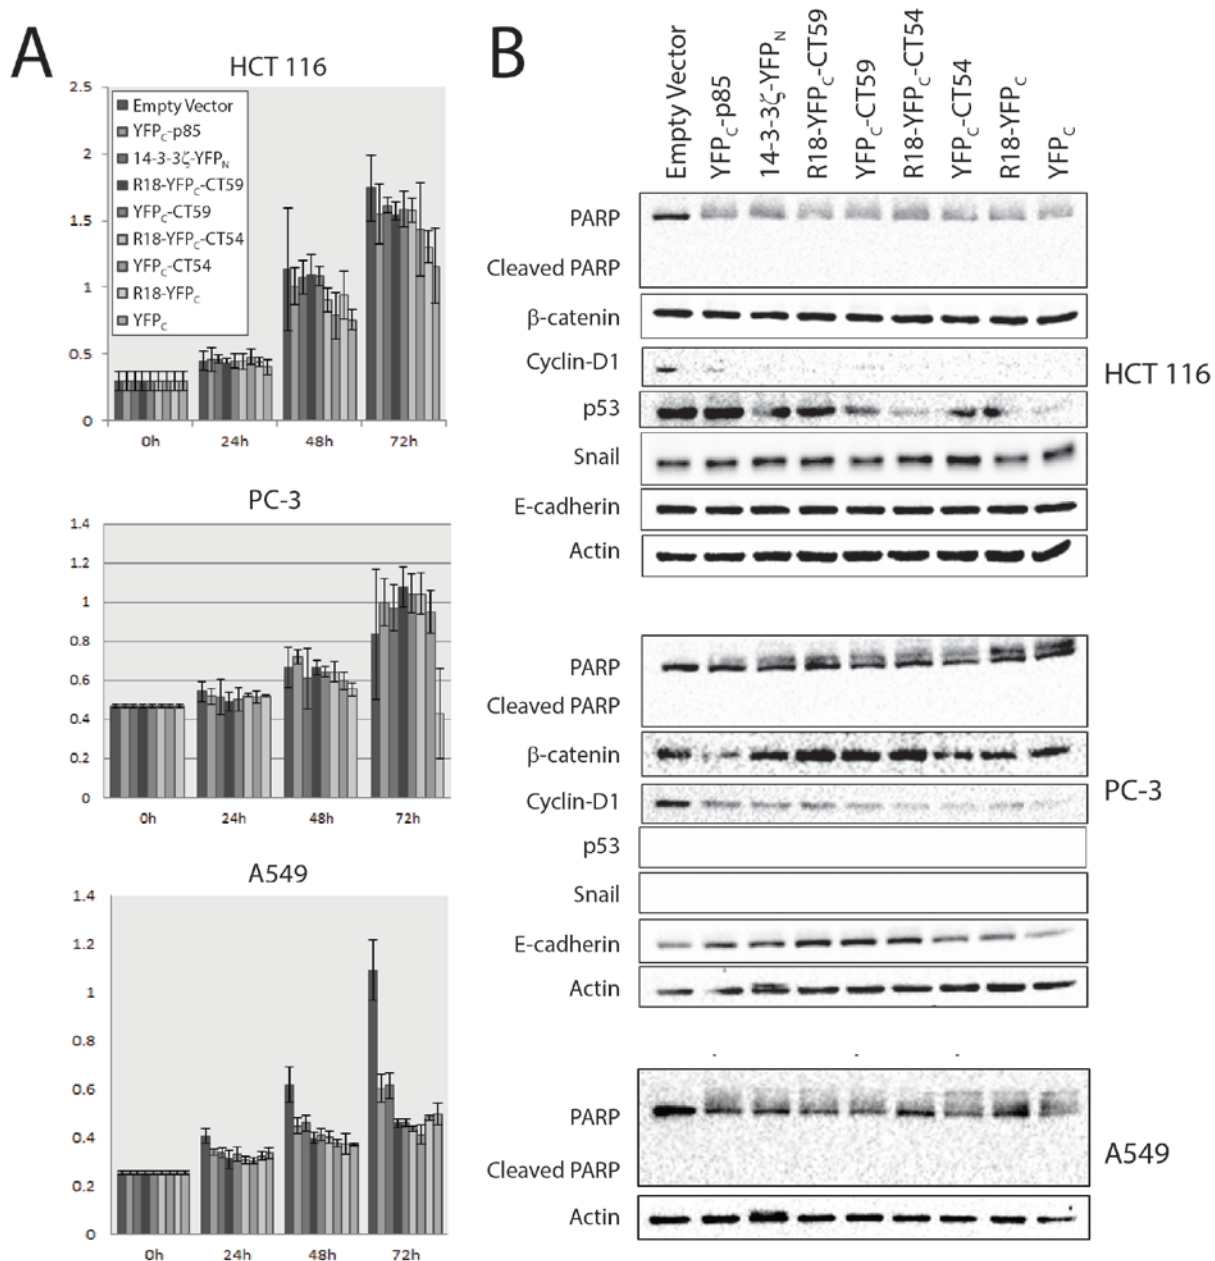 A
HCT 116
2.5
2
1.5
1
0.5
0
0h 24h 48h 72h
Empty Vector
YFPC-p85
14-3-3ζ-YFPN
R18-YFPC-CT59
YFPC-CT59
R18-YFPC-CT54
YFPC-CT54
R18-YFPC
YFPC
PC-3
1.4
1.2
1
0.8
0.6
0.4
0.2
0
0h 24h 48h 72h
A549
1.4
1.2
1
0.8
0.6
0.4
0.2
0
0h 24h 48h 72h
B
Empty Vector
YFPC-p85
14-3-3ζ-YFPN
R18-YFPC-CT59
YFPC-CT59
R18-YFPC-CT54
YFPC-CT54
R18-YFPC
YFPC
PARP
Cleaved PARP
β-catenin
Cyclin-D1
p53
Snail
E-cadherin
Actin
HCT 116
PARP
Cleaved PARP
β-catenin
Cyclin-D1
p53
Snail
E-cadherin
Actin
PC-3
PARP
Cleaved PARP
Actin
A549